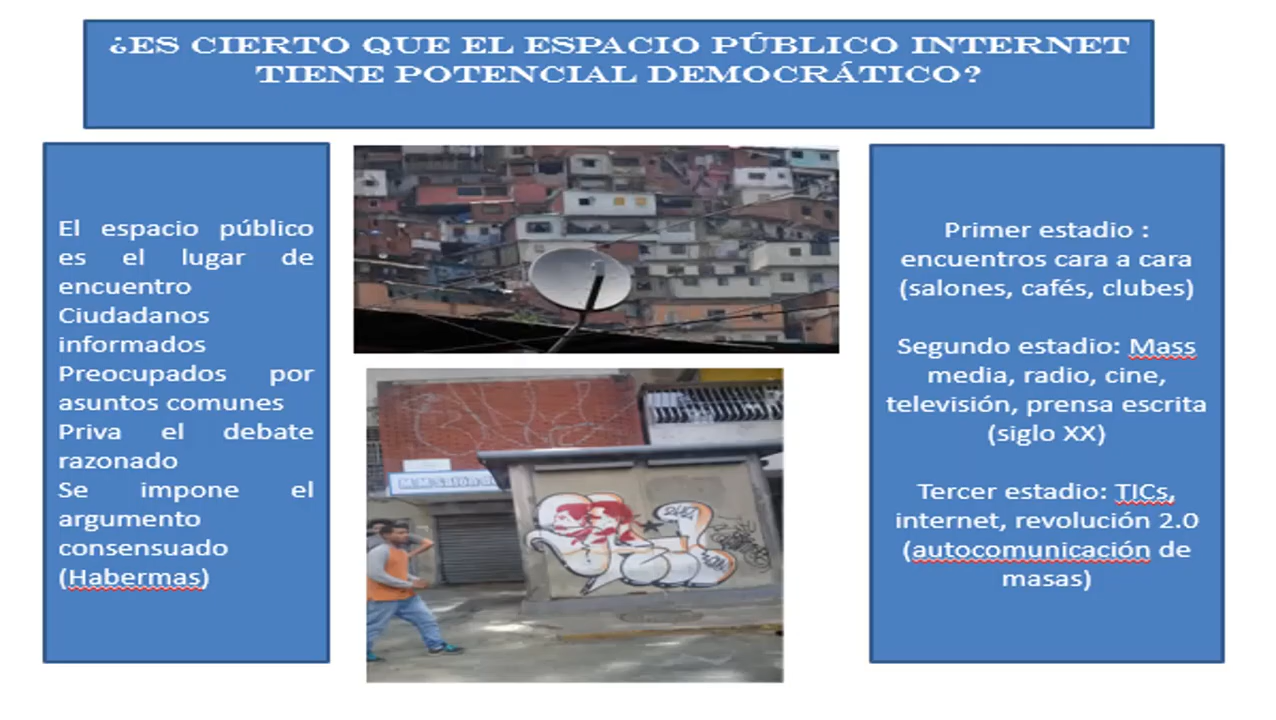 ¿ES CIERTO QUE EL ESPACIO PÚBLICO INTERNET
TIENE POTENCIAL DEMOCRÁTICO?
El espacio público
es el lugar de
encuentro
Ciudadanos
informados
Preocupados por
asuntos comunes
Priva el debate
razonado
Se impone el
argumento
consensuado
(Habermas)
Primer estadio :
encuentros cara a cara
(salones, cafés, clubes)
Segundo estadio: Mass
media, radio, cine,
televisión, prensa escrita
(siglo XX)
Tercer estadio: TICs,
internet, revolución 2.0
(autocomunicación de
masas)